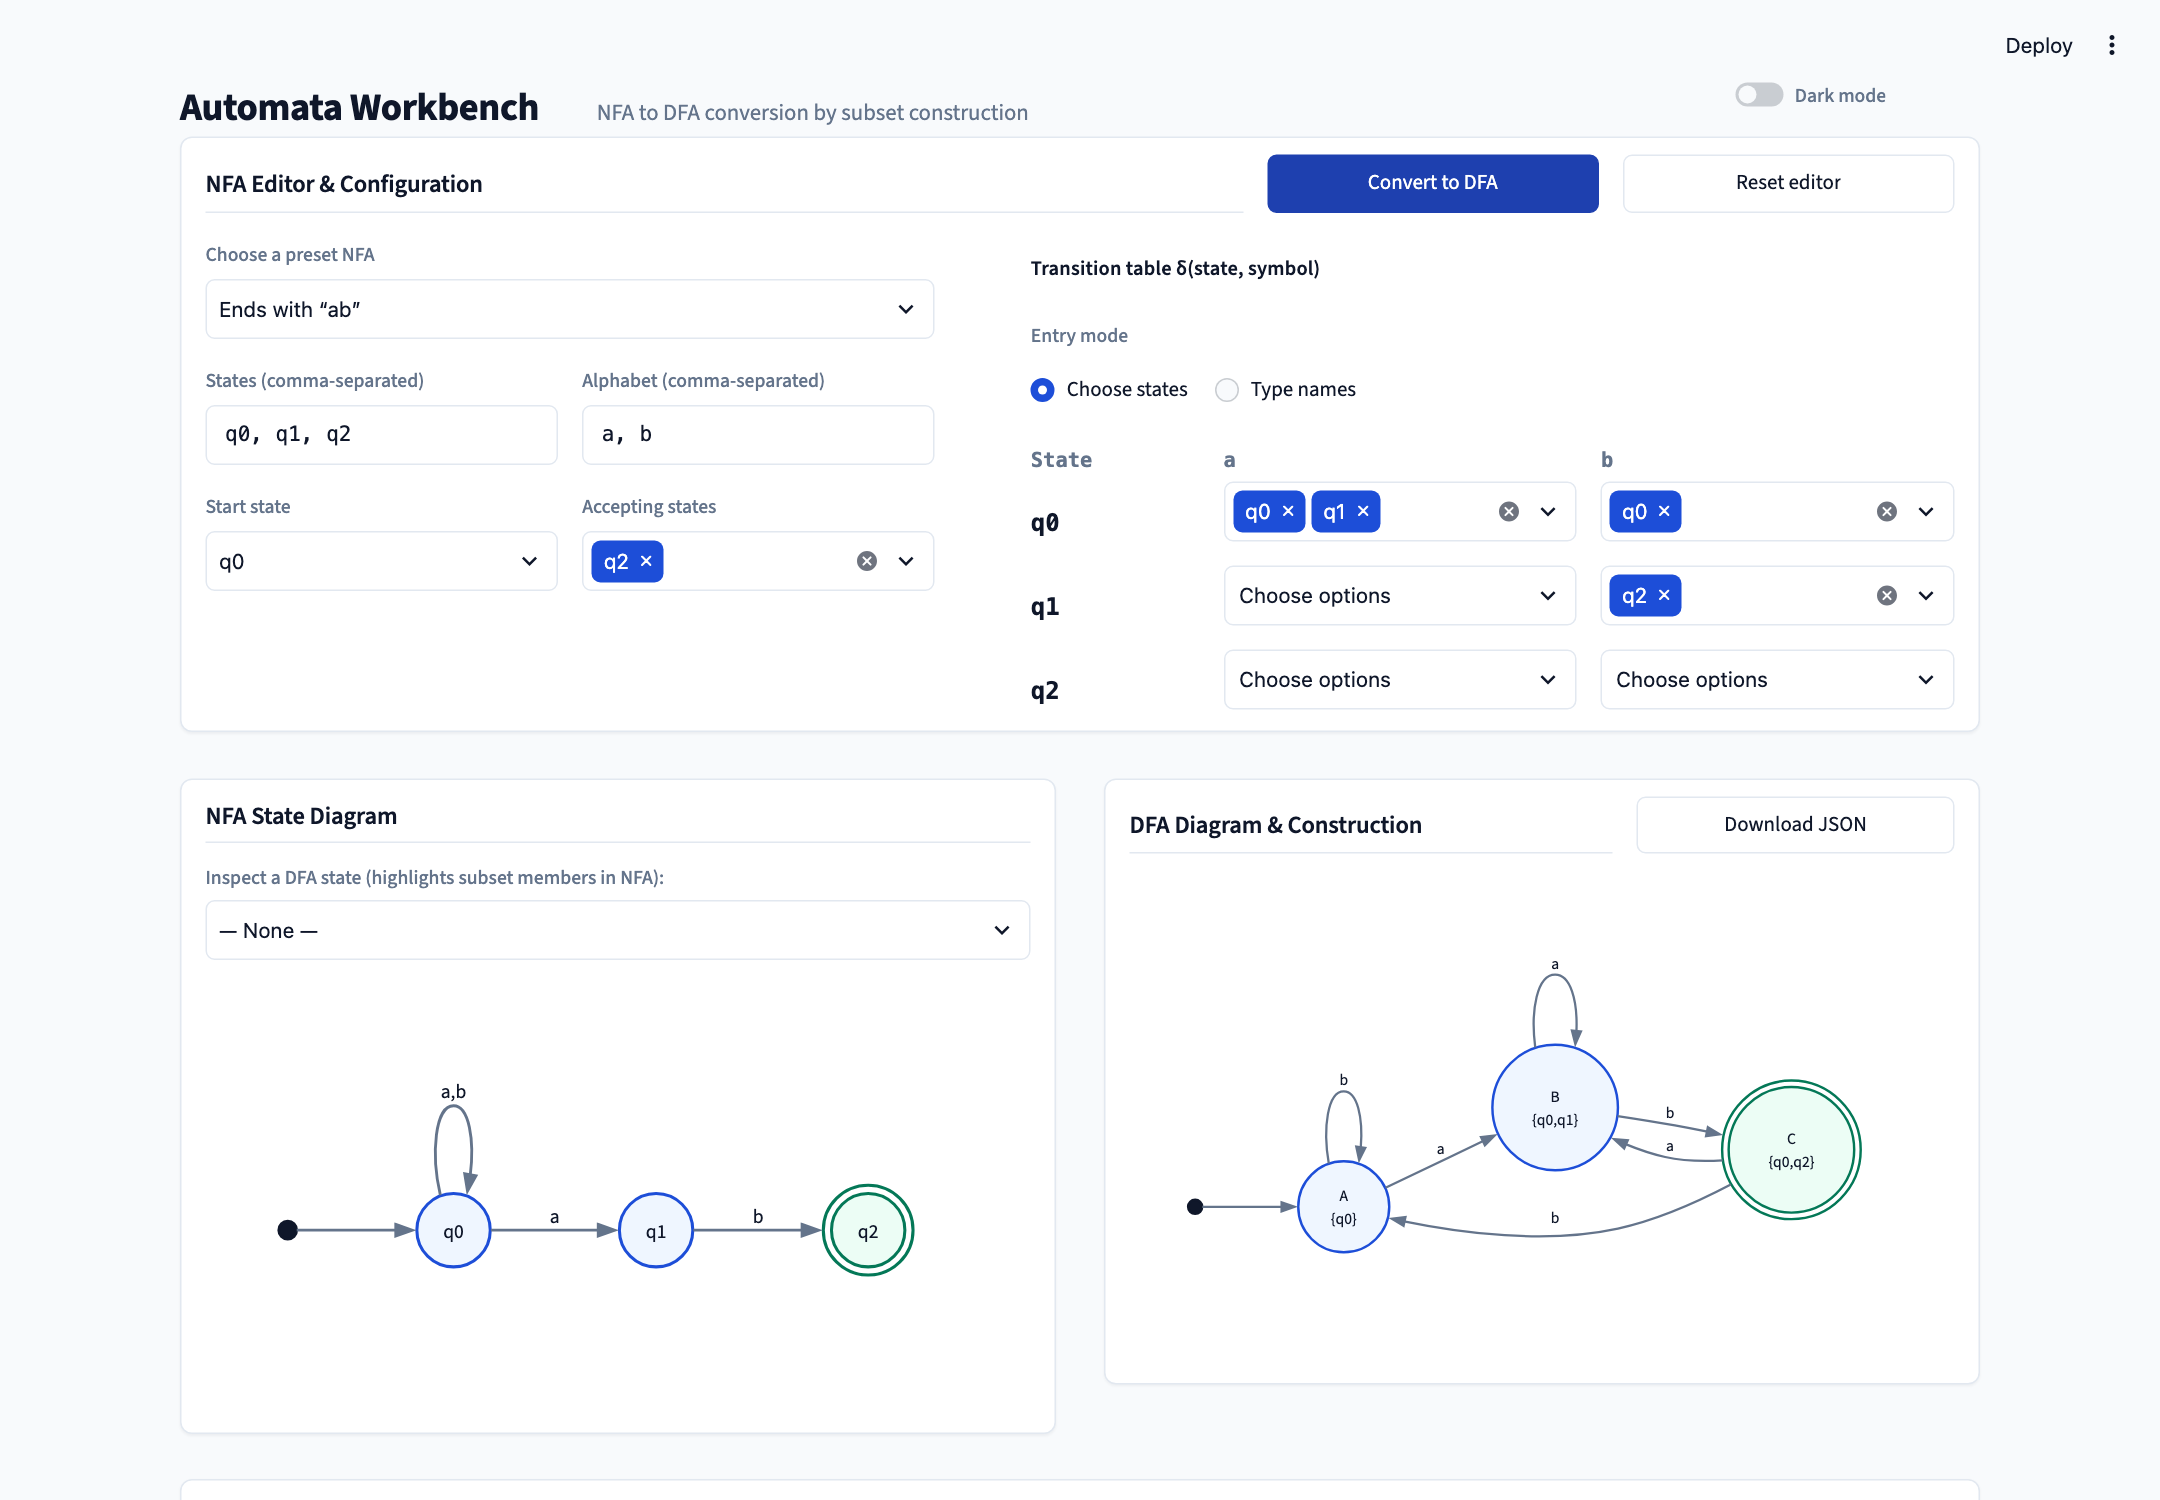 Deploy
Automata Workbench
NFA to DFA conversion by subset construction
Dark mode
NFA Editor & Configuration
Convert to DFA
Reset editor
Choose a preset NFA
Ends with “ab”
States (comma-separated)
Alphabet (comma-separated)
q0, q1, q2
a, b
Start state
Accepting states
q0
q2
Transition table δ(state, symbol)
Entry mode
Choose states
Type names
State a b
q0 q0 q1 q0
q1 Choose options q2
q2 Choose options Choose options
NFA State Diagram
Inspect a DFA state (highlights subset members in NFA):
— None —
a,b
q0
a
q1
b
q2
DFA Diagram & Construction
Download JSON
a
b
B
{q0,q1}
b
a
a
C
{q0,q2}
A
{q0}
b